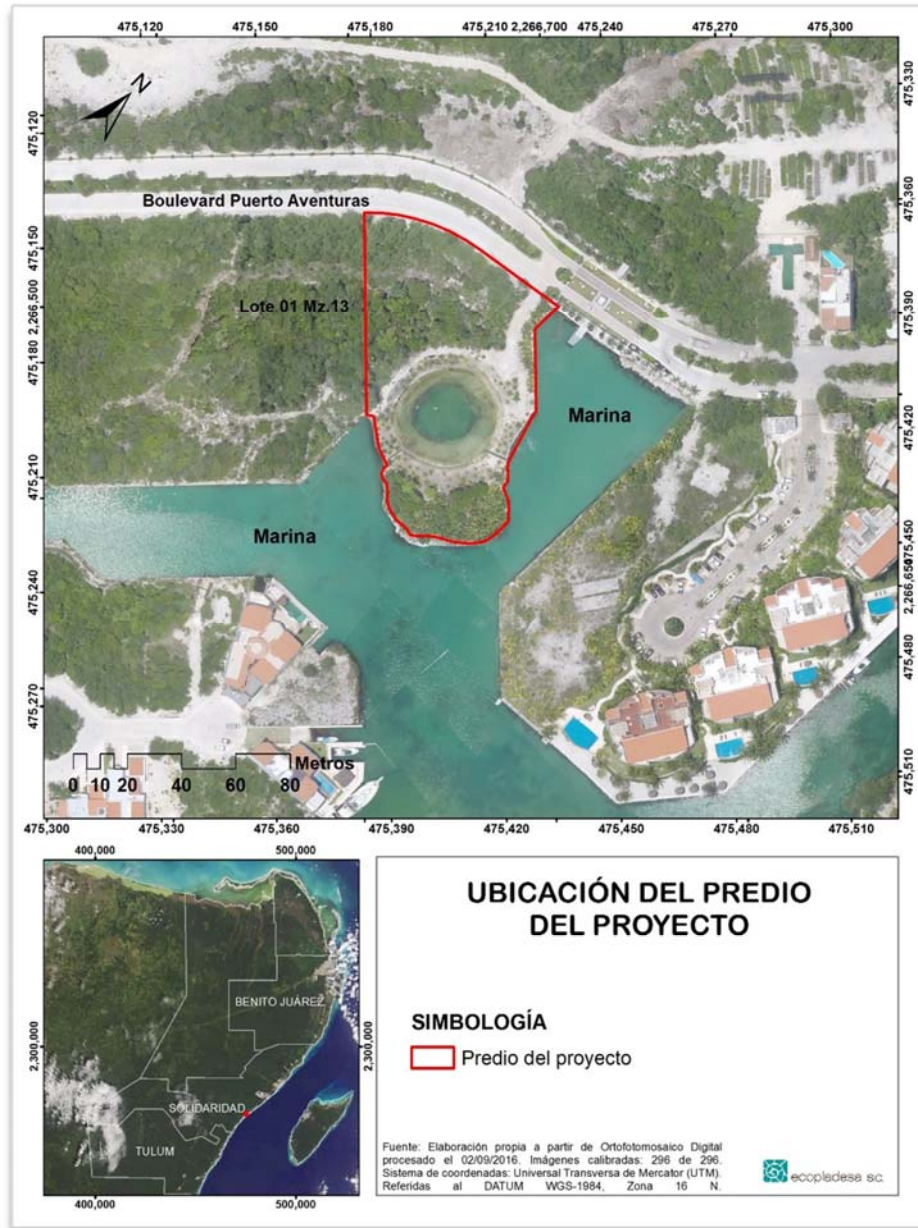 475,120 475,150 475,180 475,210 2,266,700 475,240 475,270 475,300
475,330
475,120
N
475,360
Boulevard Puerto Aventuras
475,150
475,390
2,266,500
Lote 01 Mz.13
475,180
Marina
475,420
475,210
Marina
475,450
2,266,650
475,240
475,480
475,270
475,510
Metros
0 10 20 40 60 80
475,300 475,330 475,360 475,390 475,420 475,450 475,480 475,510
400,000 500,000
BENITO JUÁREZ
2,300,000 2,300,000
SOLIDARIDAD
TULUM
400,000 500,000
UBICACIÓN DEL PREDIO
DEL PROYECTO
SIMBOLOGÍA
Predio del proyecto
Fuente: Elaboración propia a partir de Ortofotomosaico Digital
procesado el 02/09/2016. Imágenes calibradas: 296 de 296.
Sistema de coordenadas: Universal Transversa de Mercator (UTM).
Referidas al DATUM WGS-1984, Zona 16 N.
ecopladesa s.c.